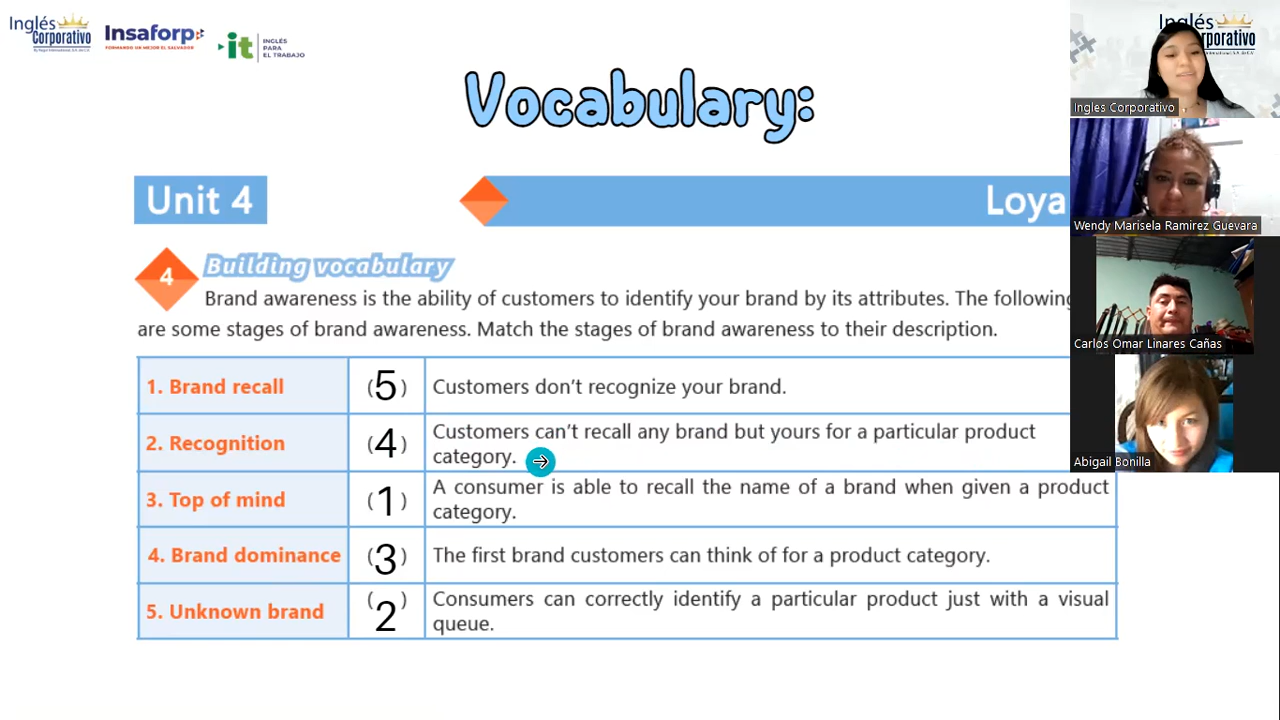 Inglés
Corporativo
Insaforp
FORMANDO UN MEJOR EL SALVADOR
it
INGLÉS
PARA
EL TRABAJO
Vocabulary:
Unit 4
Loya
4
Building vocabulary
Brand awareness is the ability of customers to identify your brand by its attributes. The following
are some stages of brand awareness. Match the stages of brand awareness to their description.
1. Brand recall (5) Customers don't recognize your brand.
2. Recognition (4) Customers can't recall any brand but yours for a particular product
category.
3. Top of mind (1) A consumer is able to recall the name of a brand when given a product
category.
4. Brand dominance (3) The first brand customers can think of for a product category.
5. Unknown brand (2) Consumers can correctly identify a particular product just with a visual
queue.
Inglés
Corporativo
Ingles Corporativo
Wendy Marisela Ramirez Guevara
Carlos Omar Linares Cañas
Abigail Bonilla